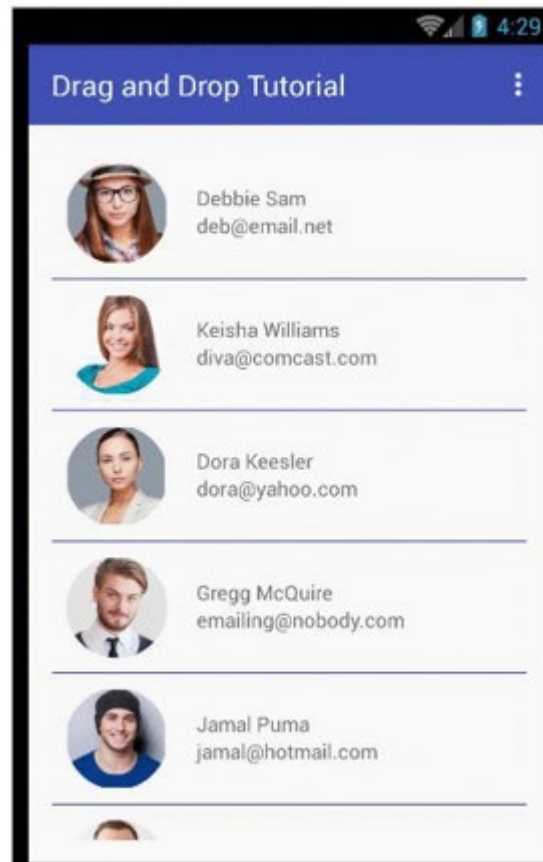 4:29
Drag and Drop Tutorial
Debbie Sam
deb@email.net
Keisha Williams
diva@comcast.com
Dora Keesler
dora@yahoo.com
Gregg McQuire
emailing@nobody.com
Jamal Puma
jamal@hotmail.com